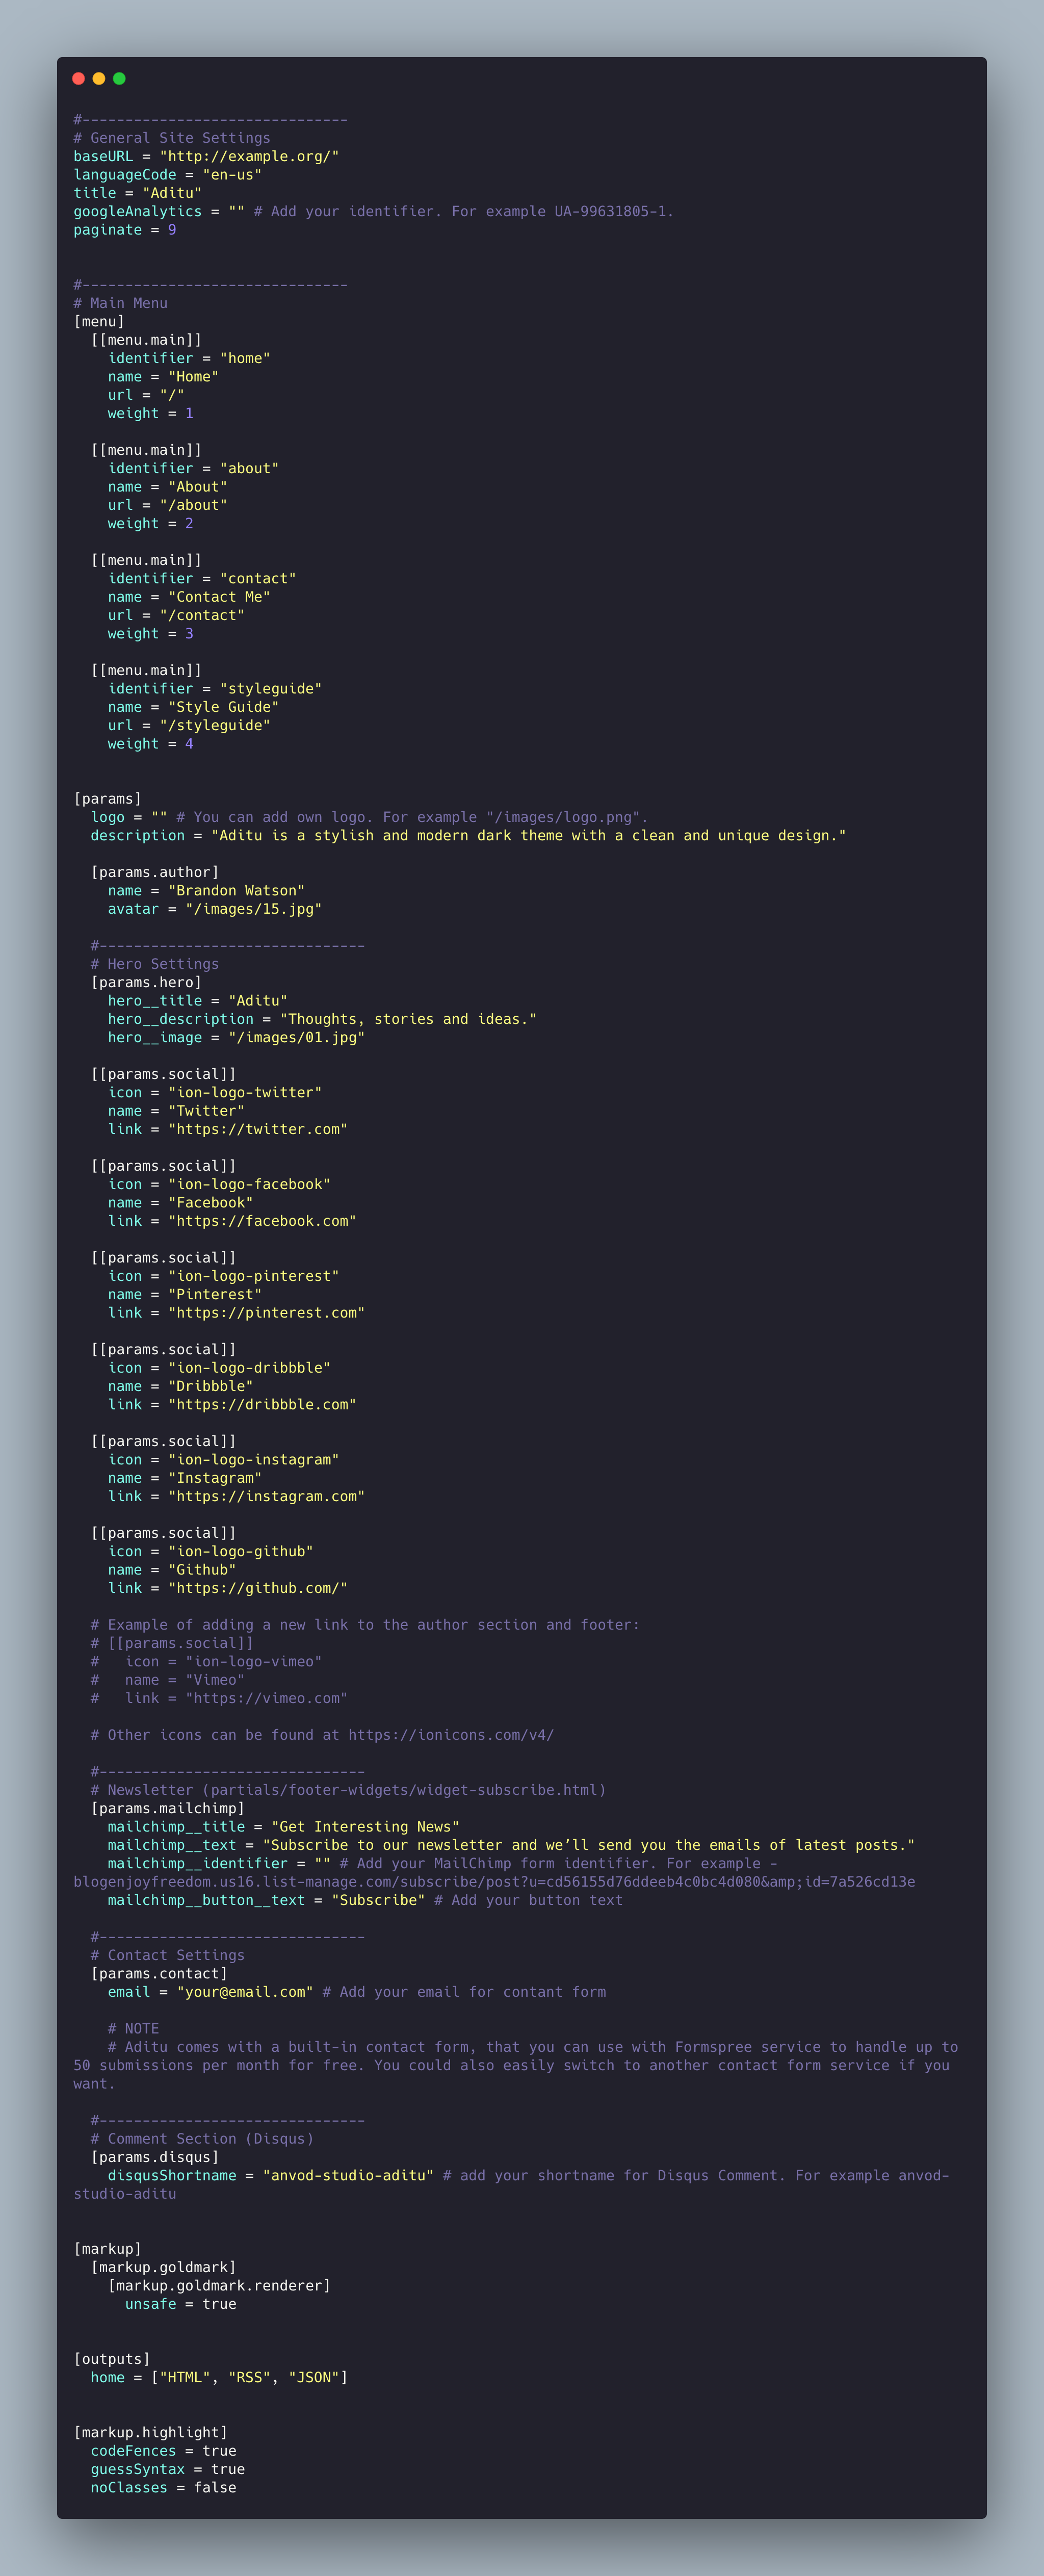 #-------------------------------
# General Site Settings
baseURL = "http://example.org/"
languageCode = "en-us"
title = "Aditu"
googleAnalytics = "" # Add your identifier. For example UA-99631805-1.
paginate = 9
#-------------------------------
# Main Menu
[menu]
  [[menu.main]]
    identifier = "home"
    name = "Home"
    url = "/"
    weight = 1
  [[menu.main]]
    identifier = "about"
    name = "About"
    url = "/about"
    weight = 2
  [[menu.main]]
    identifier = "contact"
    name = "Contact Me"
    url = "/contact"
    weight = 3
  [[menu.main]]
    identifier = "styleguide"
    name = "Style Guide"
    url = "/styleguide"
    weight = 4
[params]
  logo = "" # You can add own logo. For example "/images/logo.png".
  description = "Aditu is a stylish and modern dark theme with a clean and unique design."
  [params.author]
    name = "Brandon Watson"
    avatar = "/images/15.jpg"
  #-------------------------------
  # Hero Settings
  [params.hero]
    hero__title = "Aditu"
    hero__description = "Thoughts, stories and ideas."
    hero__image = "/images/01.jpg"
  [[params.social]]
    icon = "ion-logo-twitter"
    name = "Twitter"
    link = "https://twitter.com"
  [[params.social]]
    icon = "ion-logo-facebook"
    name = "Facebook"
    link = "https://facebook.com"
  [[params.social]]
    icon = "ion-logo-pinterest"
    name = "Pinterest"
    link = "https://pinterest.com"
  [[params.social]]
    icon = "ion-logo-dribbble"
    name = "Dribbble"
    link = "https://dribbble.com"
  [[params.social]]
    icon = "ion-logo-instagram"
    name = "Instagram"
    link = "https://instagram.com"
  [[params.social]]
    icon = "ion-logo-github"
    name = "Github"
    link = "https://github.com/"
  # Example of adding a new link to the author section and footer:
  # [[params.social]]
  #   icon = "ion-logo-vimeo"
  #   name = "Vimeo"
  #   link = "https://vimeo.com"
  # Other icons can be found at https://ionicons.com/v4/
  #-------------------------------
  # Newsletter (partials/footer-widgets/widget-subscribe.html)
  [params.mailchimp]
    mailchimp__title = "Get Interesting News"
    mailchimp__text = "Subscribe to our newsletter and we’ll send you the emails of latest posts."
    mailchimp__identifier = "" # Add your MailChimp form identifier. For example -
blogenjoyfreedom.us16.list-manage.com/subscribe/post?u=cd56155d76ddeeb4c0bc4d080&amp;id=7a526cd13e
    mailchimp__button__text = "Subscribe" # Add your button text
  #-------------------------------
  # Contact Settings
  [params.contact]
    email = "your@email.com" # Add your email for contant form
    # NOTE
    # Aditu comes with a built-in contact form, that you can use with Formspree service to handle up to
50 submissions per month for free. You could also easily switch to another contact form service if you
want.
  #-------------------------------
  # Comment Section (Disqus)
  [params.disqus]
    disqusShortname = "anvod-studio-aditu" # add your shortname for Disqus Comment. For example anvod-
studio-aditu
[markup]
  [markup.goldmark]
    [markup.goldmark.renderer]
      unsafe = true
[outputs]
  home = ["HTML", "RSS", "JSON"]
[markup.highlight]
  codeFences = true
  guessSyntax = true
  noClasses = false